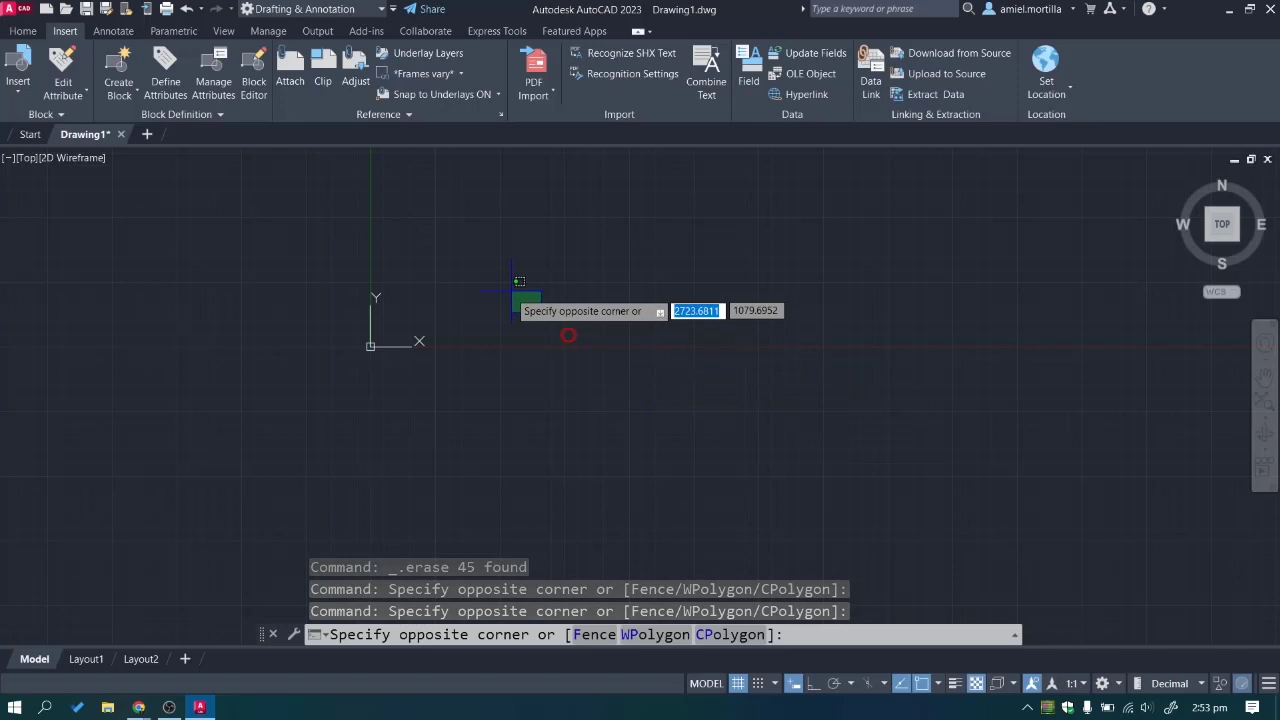 CAD
Drafting & Annotation
Share
Autodesk AutoCAD 2023 Drawing1.dwg
Type a keyword or phrase
amiel.mortilla
Home Insert Annotate Parametric View Manage Output Add-ins Collaborate Express Tools Featured Apps
Insert
Edit Attribute
Create Block
Define Attributes
Manage Attributes
Block Editor
Attach
Clip
Adjust
Underlay Layers
*Frames vary*
Snap to Underlays ON
PDF Import
Recognize SHX Text
Recognition Settings
Combine Text
Field
Update Fields
OLE Object
Hyperlink
Data Link
Download from Source
Upload to Source
Extract Data
Set Location
Block Block Definition Reference Import Data Linking & Extraction Location
Start Drawing1*
[−][Top][2D Wireframe]
N
W TOP E
S
WCS
Y
X
Specify opposite corner or 2723.6811 1079.6952
Command: _.erase 45 found
Command: Specify opposite corner or [Fence/WPolygon/CPolygon]:
Command: Specify opposite corner or [Fence/WPolygon/CPolygon]:
Specify opposite corner or [Fence WPolygon CPolygon]:
Model Layout1 Layout2
MODEL 1:1 Decimal
2:53 pm